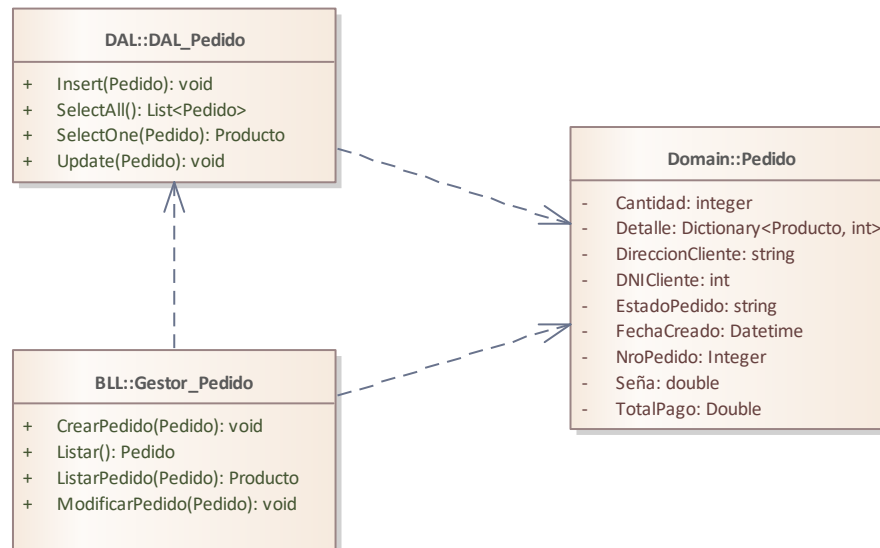 DAL::DAL_Pedido
+ Insert(Pedido): void
+ SelectAll(): List<Pedido>
+ SelectOne(Pedido): Producto
+ Update(Pedido): void
Domain::Pedido
- Cantidad: integer
- Detalle: Dictionary<Producto, int>
- DireccionCliente: string
- DNICliente: int
- EstadoPedido: string
- FechaCreado: Datetime
- NroPedido: Integer
- Seña: double
- TotalPago: Double
BLL::Gestor_Pedido
+ CrearPedido(Pedido): void
+ Listar(): Pedido
+ ListarPedido(Pedido): Producto
+ ModificarPedido(Pedido): void